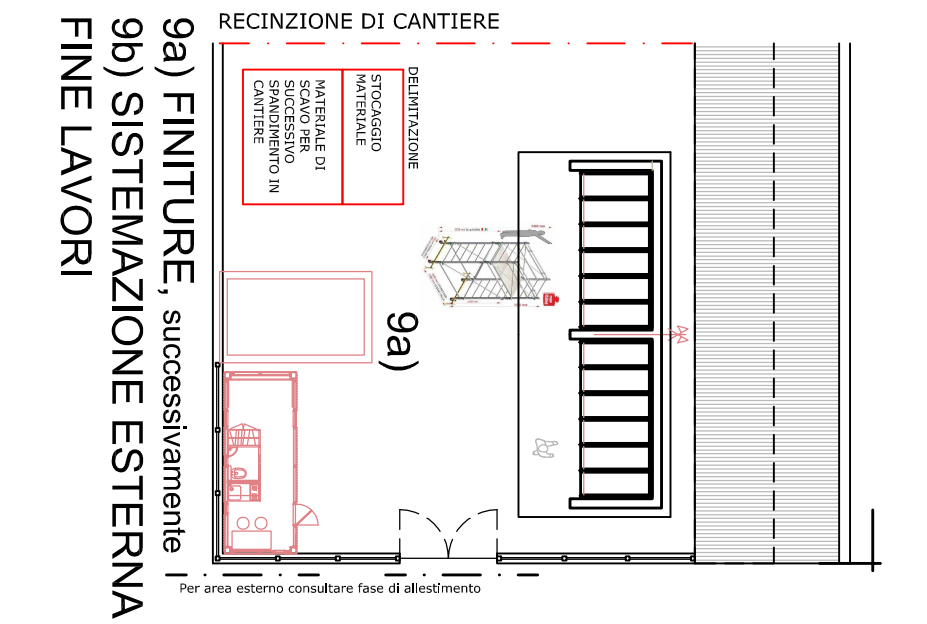 RECINZIONE DI CANTIERE
9a) FINITURE, successivamente
9b) SISTEMAZIONE ESTERNA
FINE LAVORI
DELIMITAZIONE
STOCAGGIO
MATERIALE
MATERIALE DI
SCAVO PER
SUCCESSIVO
SPANDIMENTO IN
CANTIERE
9a)
Per area esterno consultare fase di allestimento